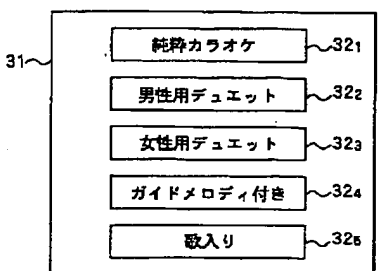 31
純粋カラオケ 32₁
男性用デュエット 32₂
女性用デュエット 32₃
ガイドメロディ付き 32₄
歌入り 32₅